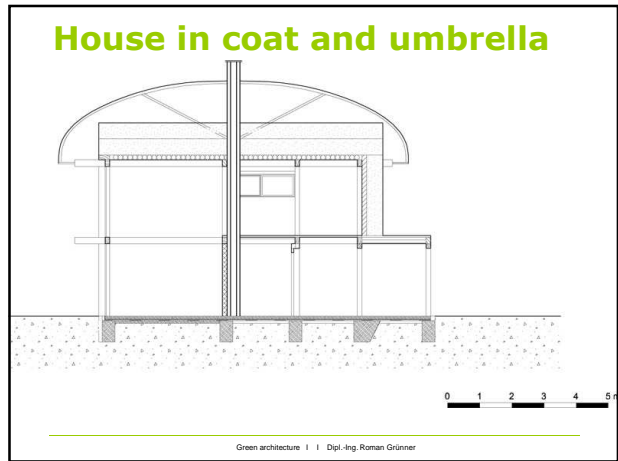 House in coat and umbrella
0 1 2 3 4 5 m
Green architecture I I Dipl.-Ing. Roman Grünner